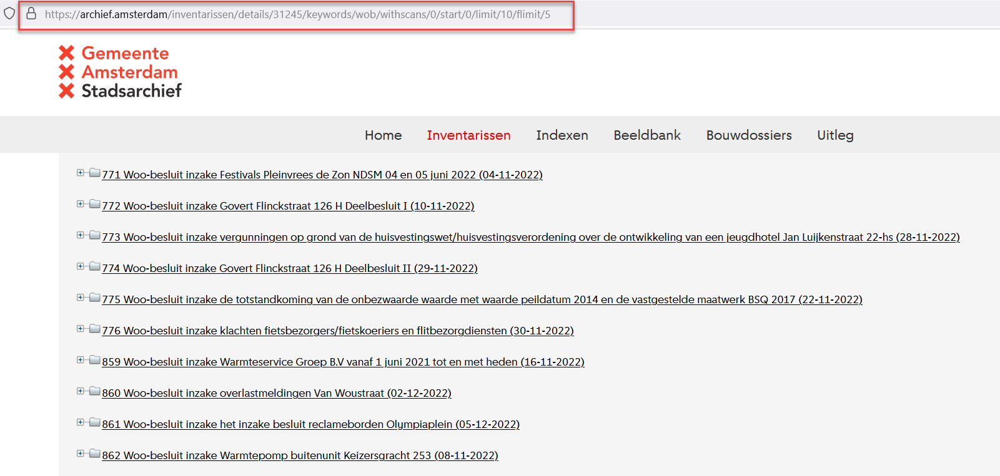 https://archief.amsterdam/inventarissen/details/31245/keywords/wob/withscans/0/start/0/limit/10/flimit/5
Gemeente
Amsterdam
Stadsarchief
Home Inventarissen Indexen Beeldbank Bouwdossiers Uitleg
771 Woo-besluit inzake Festivals Pleinvrees de Zon NDSM 04 en 05 juni 2022 (04-11-2022)
772 Woo-besluit inzake Govert Flinckstraat 126 H Deelbesluit I (10-11-2022)
773 Woo-besluit inzake vergunningen op grond van de huisvestingswet/huisvestingsverordening over de ontwikkeling van een jeugdhotel Jan Luijkenstraat 22-hs (28-11-2022)
774 Woo-besluit inzake Govert Flinckstraat 126 H Deelbesluit II (29-11-2022)
775 Woo-besluit inzake de totstandkoming van de onbezwaarde waarde met waarde peildatum 2014 en de vastgestelde maatwerk BSQ 2017 (22-11-2022)
776 Woo-besluit inzake klachten fietsbezorgers/fietskoeriers en flitbezorgdiensten (30-11-2022)
859 Woo-besluit inzake Warmteservice Groep B.V vanaf 1 juni 2021 tot en met heden (16-11-2022)
860 Woo-besluit inzake overlastmeldingen Van Woustraat (02-12-2022)
861 Woo-besluit inzake het inzake besluit reclameborden Olympiaplein (05-12-2022)
862 Woo-besluit inzake Warmtepomp buitenunit Keizersgracht 253 (08-11-2022)